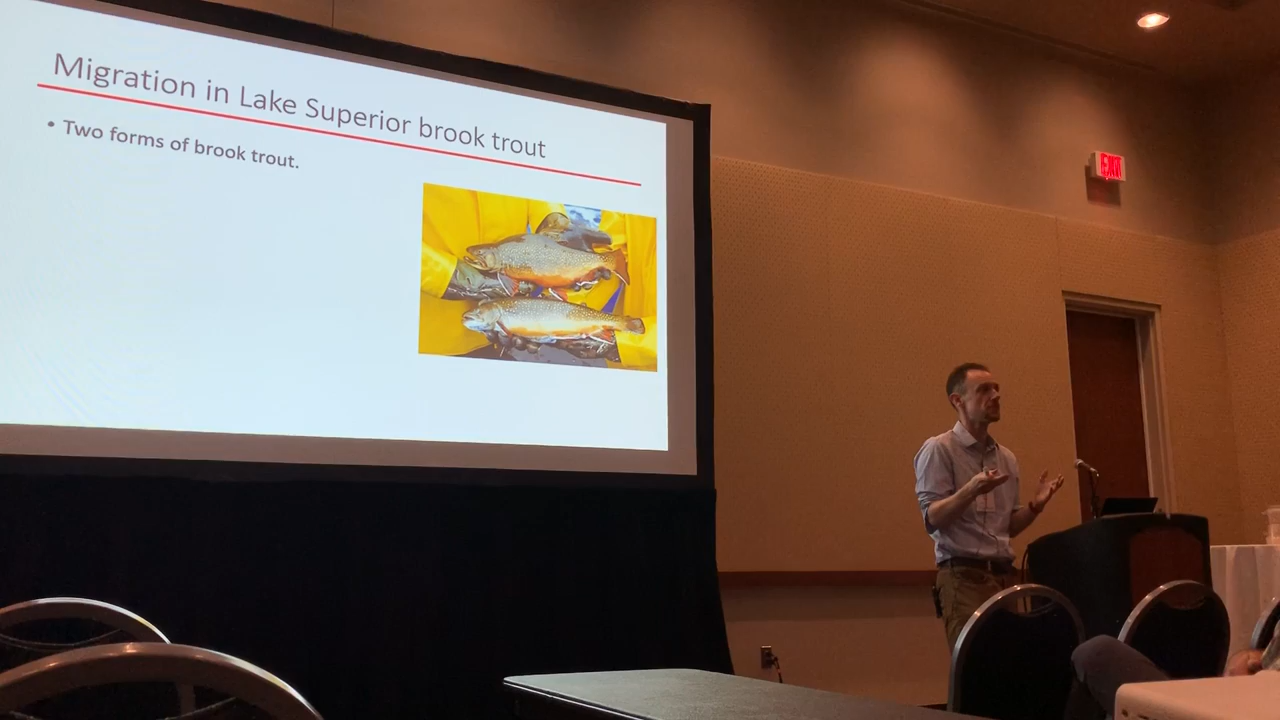 Migration in Lake Superior brook trout
• Two forms of brook trout.
EXIT